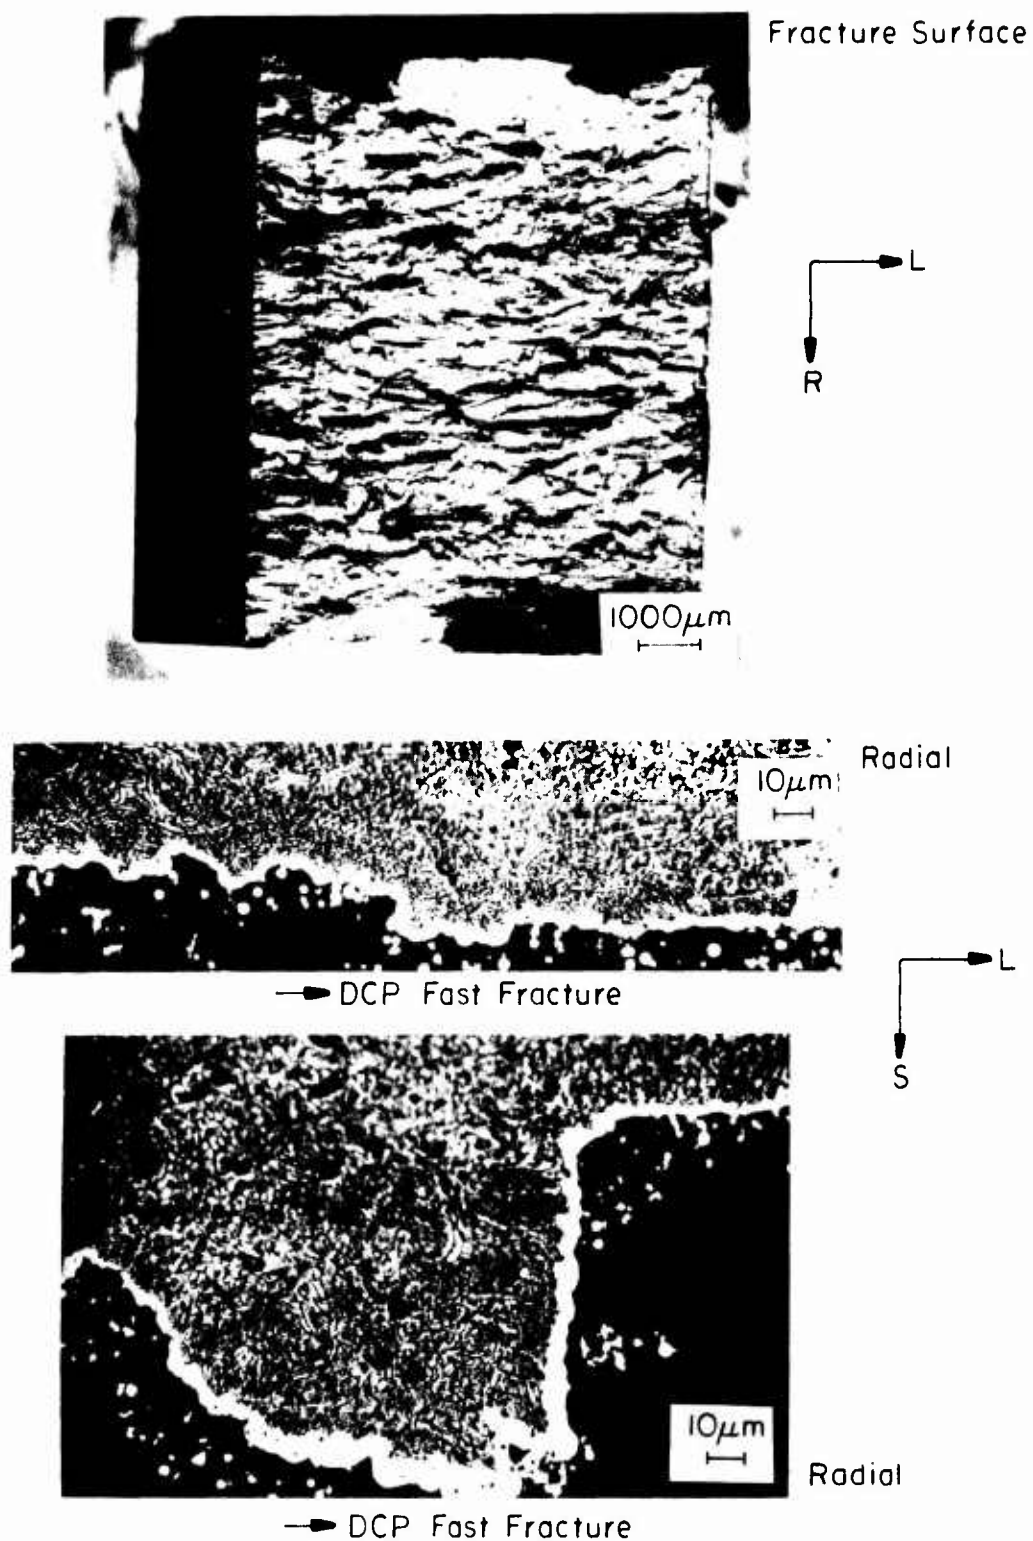 Fracture Surface
L
R
1000μm
Radial
10μm
L
→ DCP Fast Fracture
S
10μm
Radial
→ DCP Fast Fracture